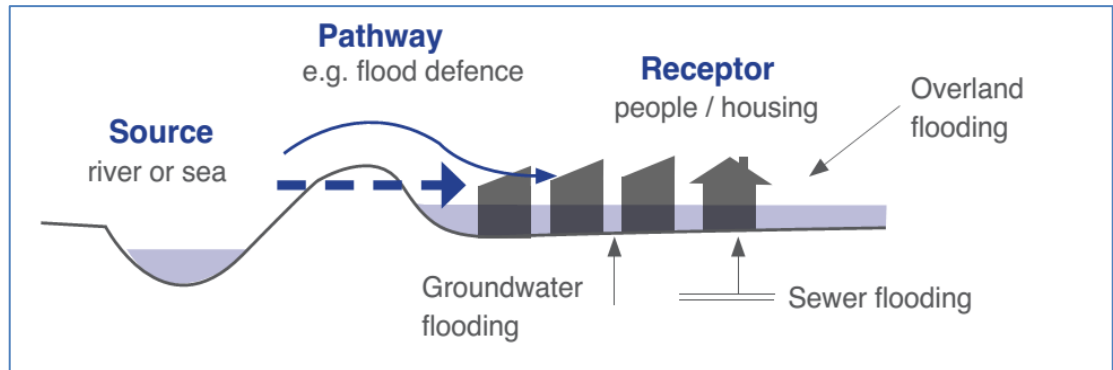 Pathway
e.g. flood defence
Receptor
people / housing
Overland
flooding
Source
river or sea
Groundwater
flooding
Sewer flooding